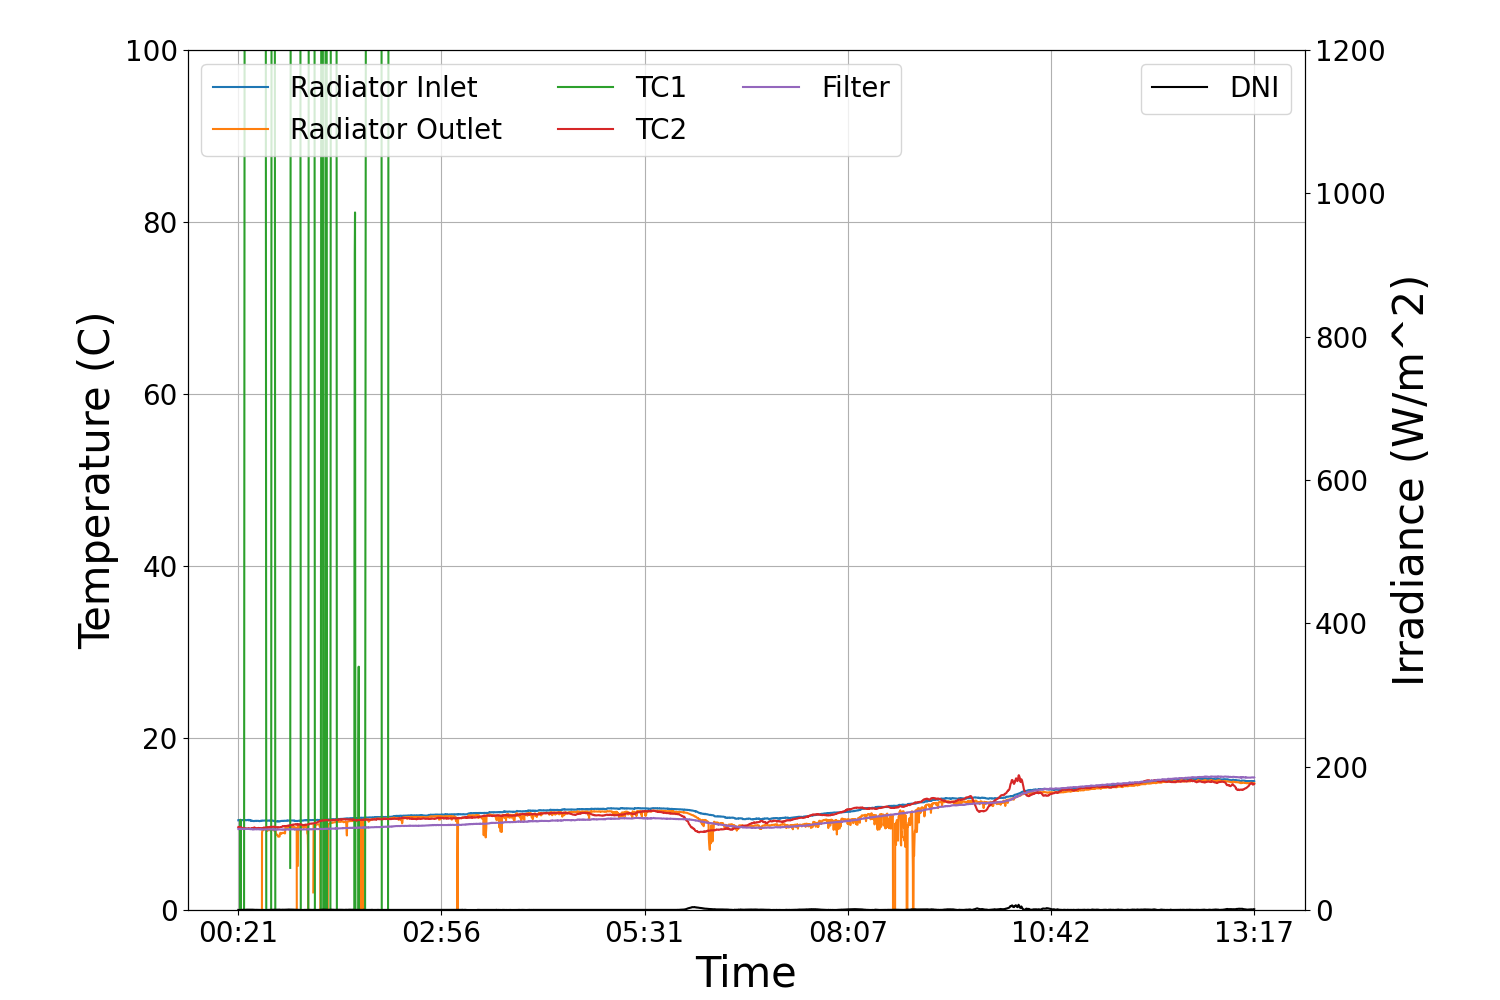 100
80
60
40
20
0
Temperature (C)
Radiator Inlet
Radiator Outlet
TC1
TC2
Filter
DNI
1200
1000
800
600
400
200
0
Irradiance (W/m^2)
00:21
02:56
05:31
08:07
10:42
13:17
Time